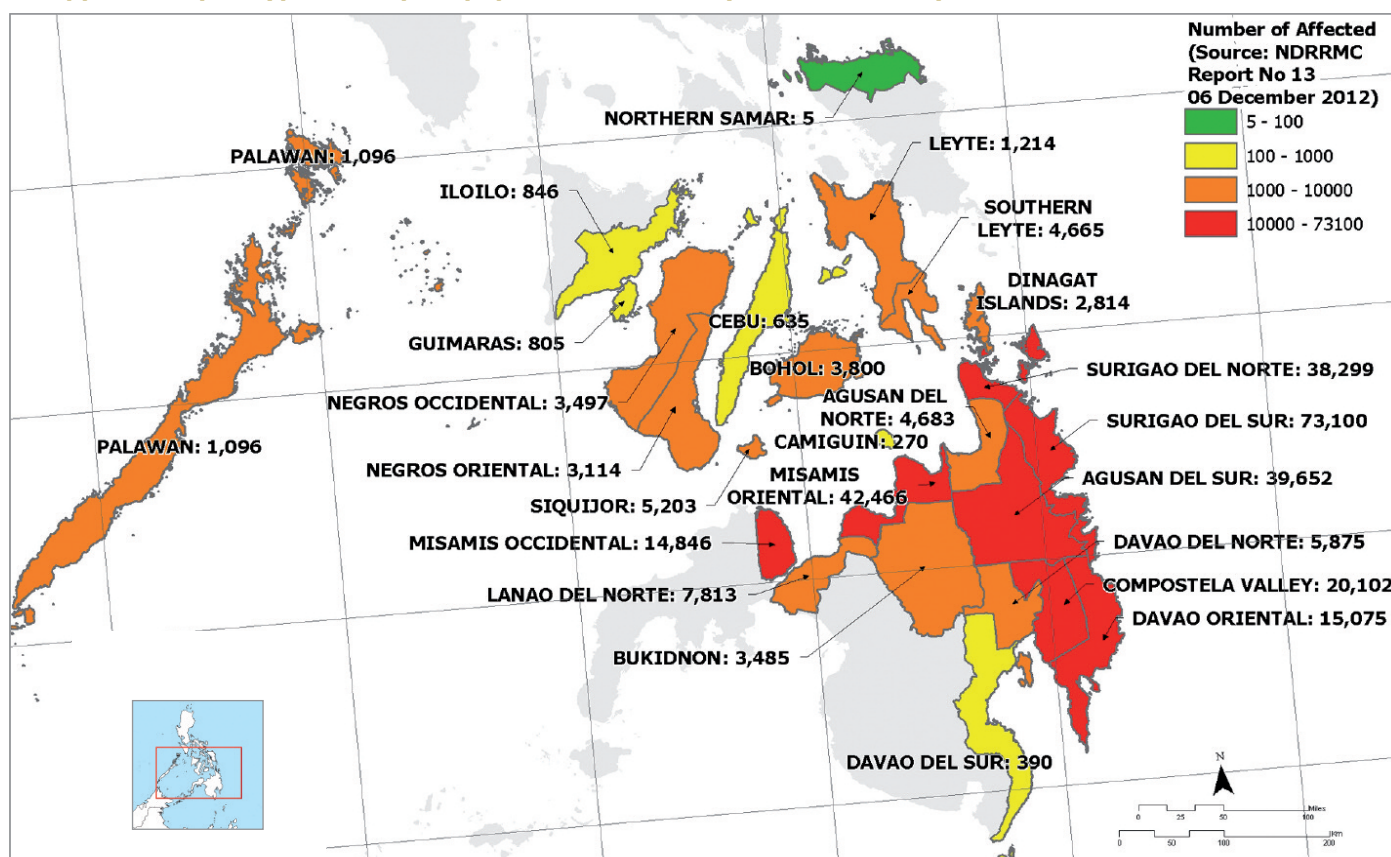 Number of Affected
(Source: NDRRMC
Report No 13
06 December 2012)
5 - 100
100 - 1000
1000 - 10000
10000 - 73100
NORTHERN SAMAR: 5
PALAWAN: 1,096
LEYTE: 1,214
ILOILO: 846
SOUTHERN
LEYTE: 4,665
DINAGAT
ISLANDS: 2,814
CEBU: 635
GUIMARAS: 805
BOHOL: 3,800
SURIGAO DEL NORTE: 38,299
AGUSAN DEL
NORTE: 4,683
NEGROS OCCIDENTAL: 3,497
SURIGAO DEL SUR: 73,100
CAMIGUIN: 270
PALAWAN: 1,096
NEGROS ORIENTAL: 3,114
MISAMIS
ORIENTAL: 42,466
AGUSAN DEL SUR: 39,652
SIQUIJOR: 5,203
MISAMIS OCCIDENTAL: 14,846
DAVAO DEL NORTE: 5,875
LANAO DEL NORTE: 7,813
COMPOSTELA VALLEY: 20,102
DAVAO ORIENTAL: 15,075
BUKIDNON: 3,485
DAVAO DEL SUR: 390
N
0 25 50 100
Miles
0 50 100 200
Km